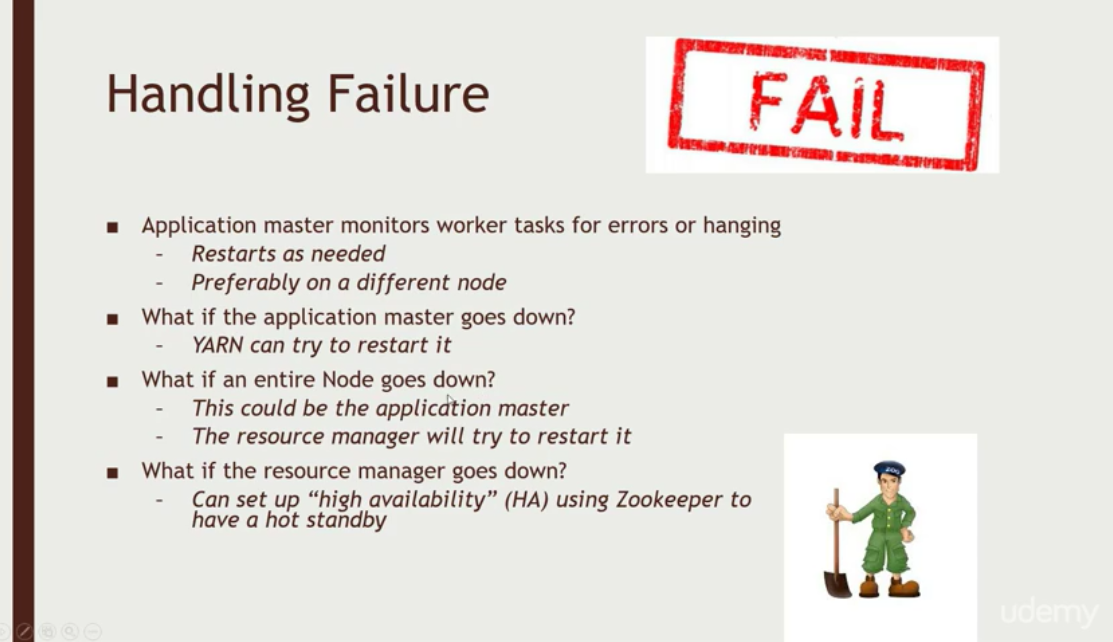 Handling Failure
FAIL
■ Application master monitors worker tasks for errors or hanging
– Restarts as needed
– Preferably on a different node
■ What if the application master goes down?
– YARN can try to restart it
■ What if an entire Node goes down?
– This could be the application master
– The resource manager will try to restart it
■ What if the resource manager goes down?
– Can set up “high availability” (HA) using Zookeeper to
have a hot standby
ZOO
udemy